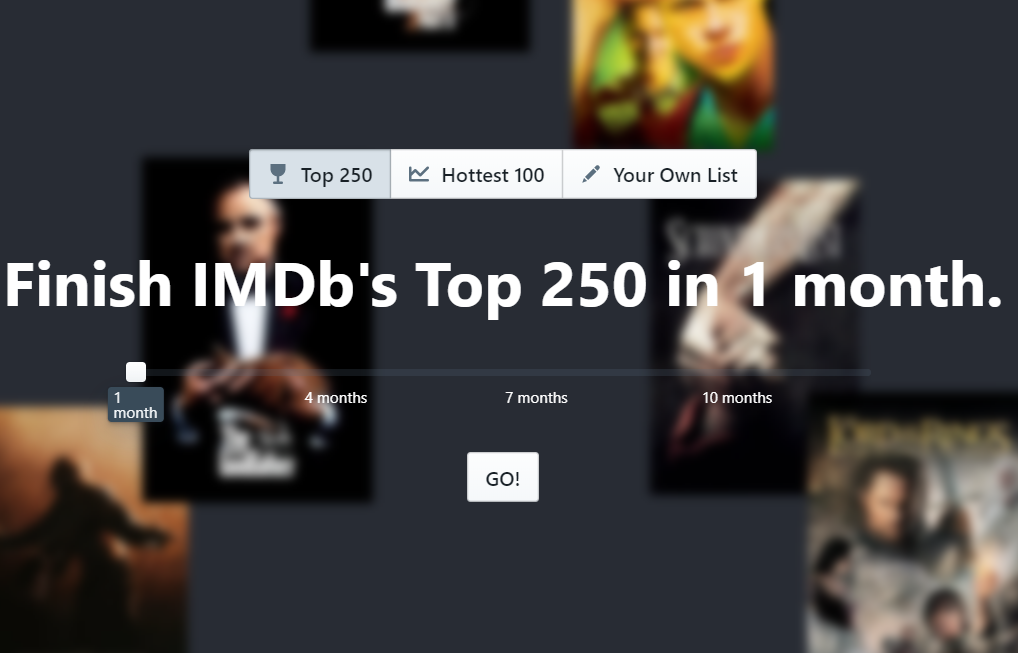 Top 250
Hottest 100
Your Own List
Finish IMDb's Top 250 in 1 month.
1
month
4 months
7 months
10 months
GO!